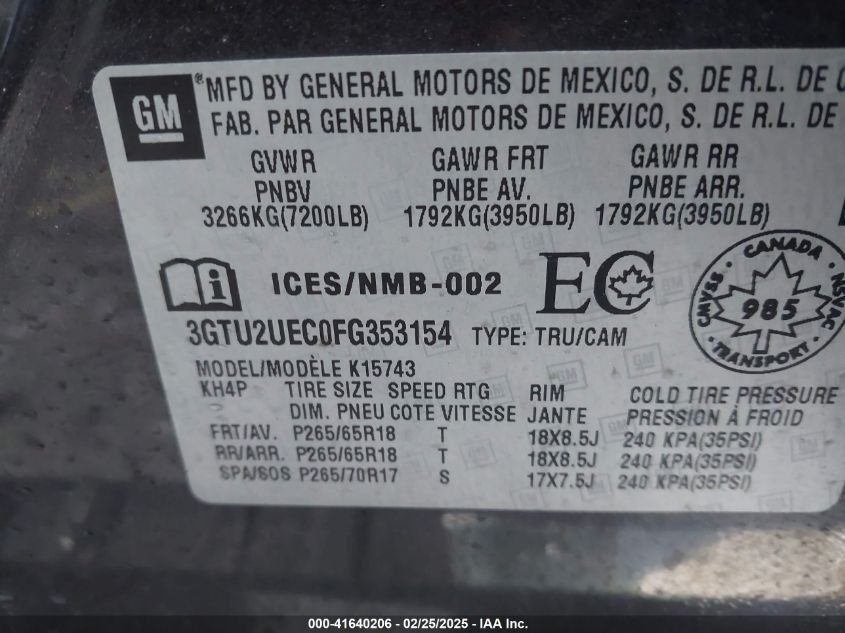 GM ® MFD BY GENERAL MOTORS DE MEXICO, S. DE R.L. DE
FAB. PAR GENERAL MOTORS DE MEXICO, S. DE R.L. DE
GVWR GAWR FRT GAWR RR
PNBV PNBE AV. PNBE ARR.
3266KG(7200LB) 1792KG(3950LB) 1792KG(3950LB)
i ICES/NMB-002 EC CANADA CMVSS NSVAC 985 TRANSPORT
3GTU2UEC0FG353154 TYPE: TRU/CAM
MODEL/MODÈLE K15743
KH4P TIRE SIZE SPEED RTG RIM COLD TIRE PRESSURE
DIM. PNEU COTE VITESSE JANTE PRESSION À FROID
FRT/AV. P265/65R18 T 18X8.5J 240 KPA(35PSI)
RR/ARR. P265/65R18 T 18X8.5J 240 KPA(35PSI)
SPA/SOS P265/70R17 S 17X7.5J 240 KPA(35PSI)
000-41640206 - 02/25/2025 - IAA Inc.